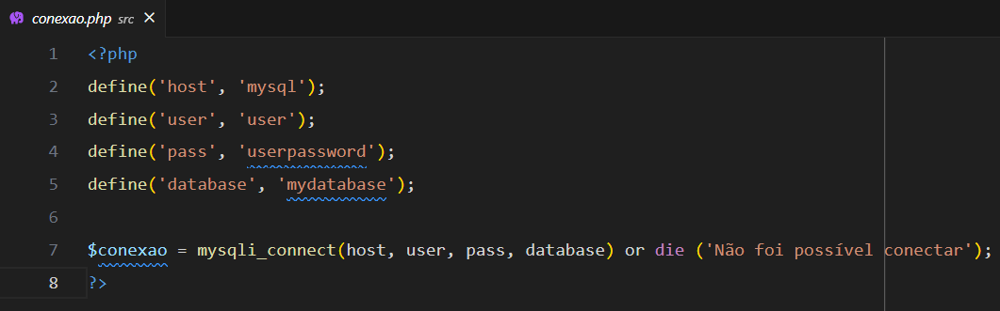 conexao.php src ×
1 <?php
2 define('host', 'mysql');
3 define('user', 'user');
4 define('pass', 'userpassword');
5 define('database', 'mydatabase');
6
7 $conexao = mysqli_connect(host, user, pass, database) or die ('Não foi possível conectar');
8 ?>